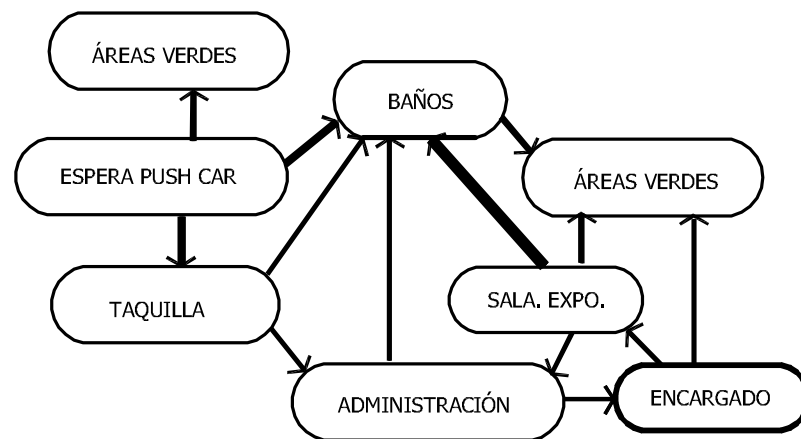 ÁREAS VERDES
BAÑOS
ESPERA PUSH CAR
ÁREAS VERDES
TAQUILLA
SALA. EXPO.
ADMINISTRACIÓN
ENCARGADO